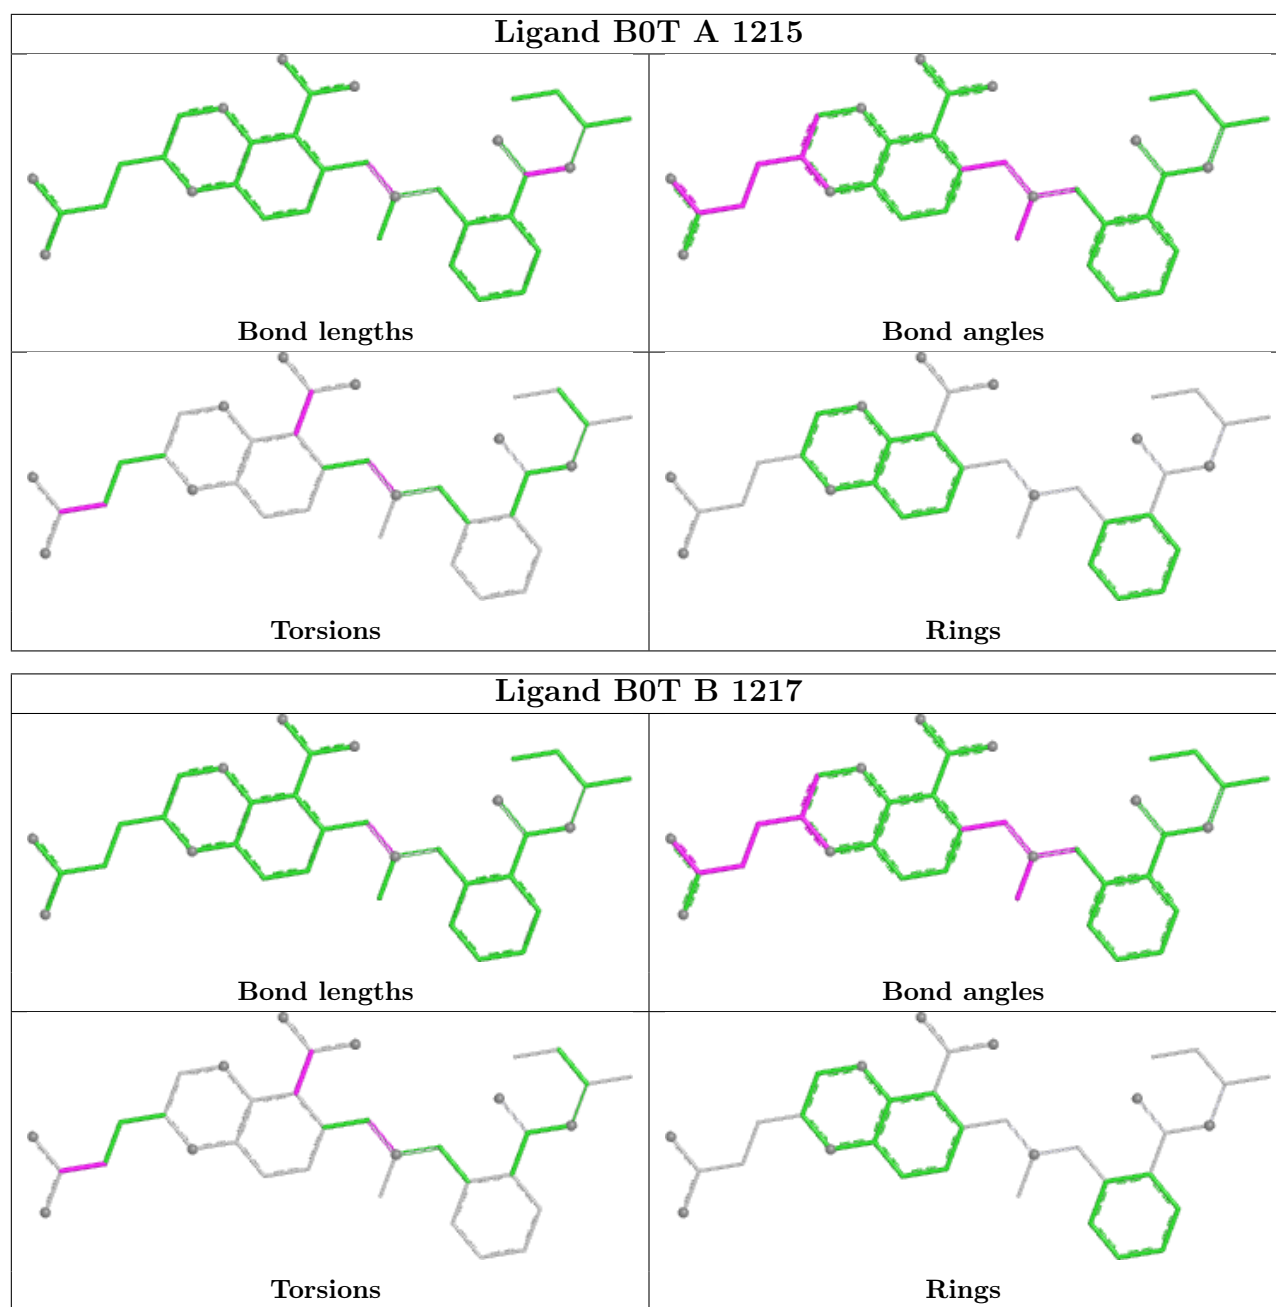 Ligand B0T A 1215
Bond lengths
Bond angles
Torsions
Rings
Ligand B0T B 1217
Bond lengths
Bond angles
Torsions
Rings